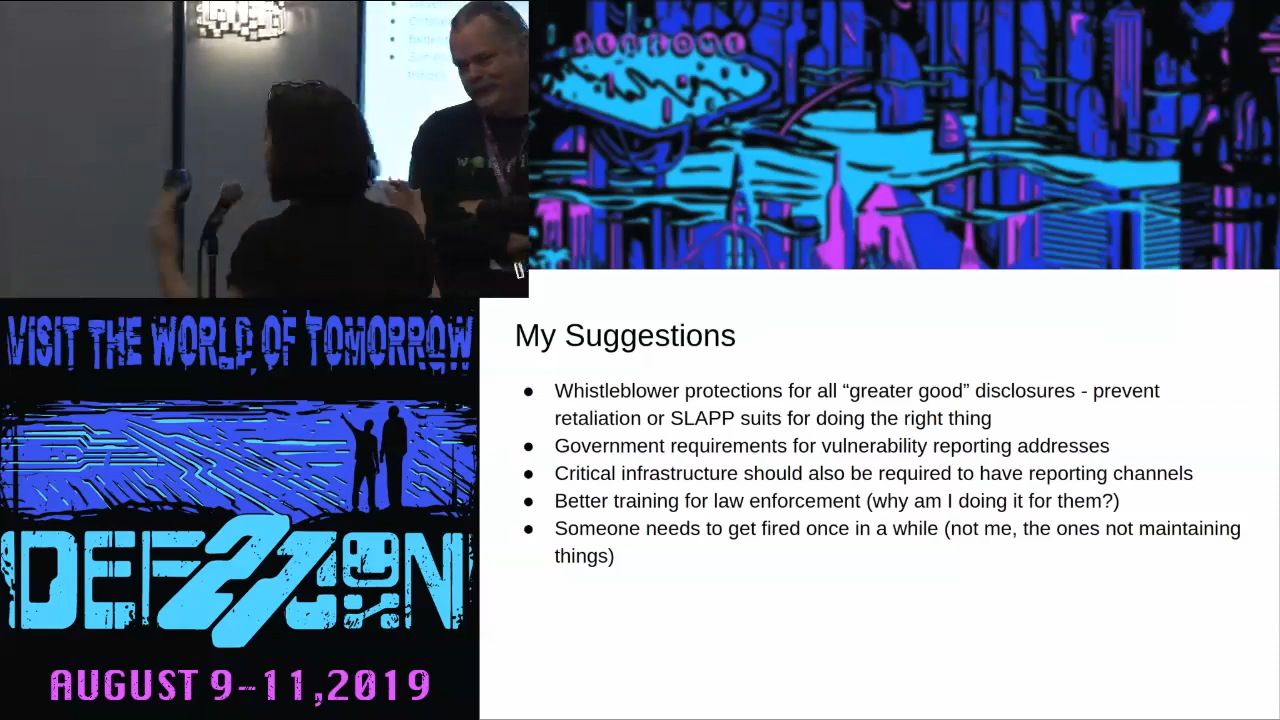 VISIT THE WORLD OF TOMORROW
DEF 27 CON
AUGUST 9-11, 2019
My Suggestions
● Whistleblower protections for all “greater good” disclosures - prevent
retaliation or SLAPP suits for doing the right thing
● Government requirements for vulnerability reporting addresses
● Critical infrastructure should also be required to have reporting channels
● Better training for law enforcement (why am I doing it for them?)
● Someone needs to get fired once in a while (not me, the ones not maintaining
things)